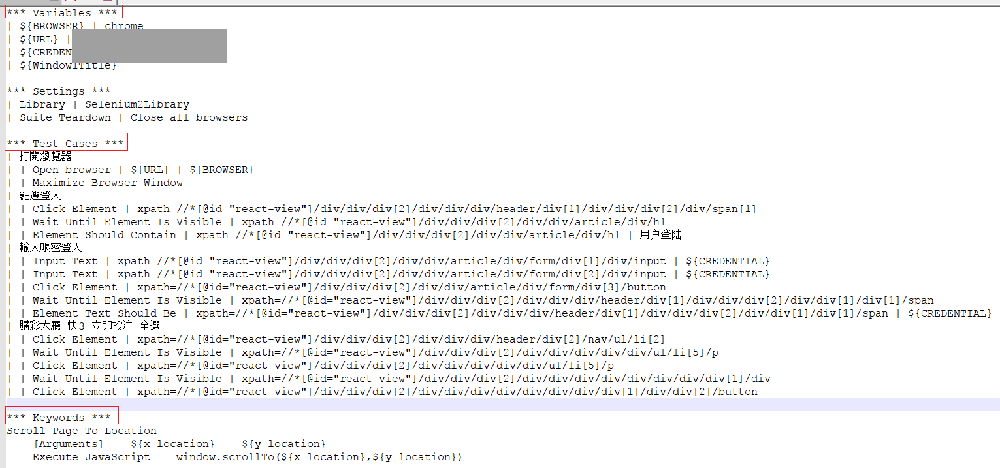 *** Variables ***
| ${BROWSER} | chrome
| ${URL} |
| ${CREDEN
| ${Window1Title}
*** Settings ***
| Library | Selenium2Library
| Suite Teardown | Close all browsers
*** Test Cases ***
| 打開瀏覽器
| | Open browser | ${URL} | ${BROWSER}
| | Maximize Browser Window
| 點選登入
| | Click Element | xpath=//*[@id="react-view"]/div/div/div[2]/div/div/div/header/div[1]/div/div/div[2]/div/span[1]
| | Wait Until Element Is Visible | xpath=//*[@id="react-view"]/div/div/div[2]/div/div/article/div/h1
| | Element Should Contain | xpath=//*[@id="react-view"]/div/div/div[2]/div/div/article/div/h1 | 用户登陆
| 輸入帳密登入
| | Input Text | xpath=//*[@id="react-view"]/div/div/div[2]/div/div/article/div/form/div[1]/div/input | ${CREDENTIAL}
| | Input Text | xpath=//*[@id="react-view"]/div/div/div[2]/div/div/article/div/form/div[2]/div/input | ${CREDENTIAL}
| | Click Element | xpath=//*[@id="react-view"]/div/div/div[2]/div/div/article/div/form/div[3]/button
| | Wait Until Element Is Visible | xpath=//*[@id="react-view"]/div/div/div[2]/div/div/div/header/div[1]/div/div/div[2]/div/div[1]/div[1]/span
| | Element Text Should Be | xpath=//*[@id="react-view"]/div/div/div[2]/div/div/div/header/div[1]/div/div/div[2]/div/div[1]/div[1]/span | ${CREDENTIAL}
| 購彩大廳 快3 立即投注 全選
| | Click Element | xpath=//*[@id="react-view"]/div/div/div[2]/div/div/div/header/div[2]/nav/ul/li[2]
| | Wait Until Element Is Visible | xpath=//*[@id="react-view"]/div/div/div[2]/div/div/div/div/div/ul/li[5]/p
| | Click Element | xpath=//*[@id="react-view"]/div/div/div[2]/div/div/div/div/div/ul/li[5]/p
| | Wait Until Element Is Visible | xpath=//*[@id="react-view"]/div/div/div[2]/div/div/div/div/div/div/div/div[1]/div
| | Click Element | xpath=//*[@id="react-view"]/div/div/div[2]/div/div/div/div/div/div/div/div[1]/div/div[2]/button
*** Keywords ***
Scroll Page To Location
[Arguments] ${x_location} ${y_location}
Execute JavaScript window.scrollTo(${x_location},${y_location})